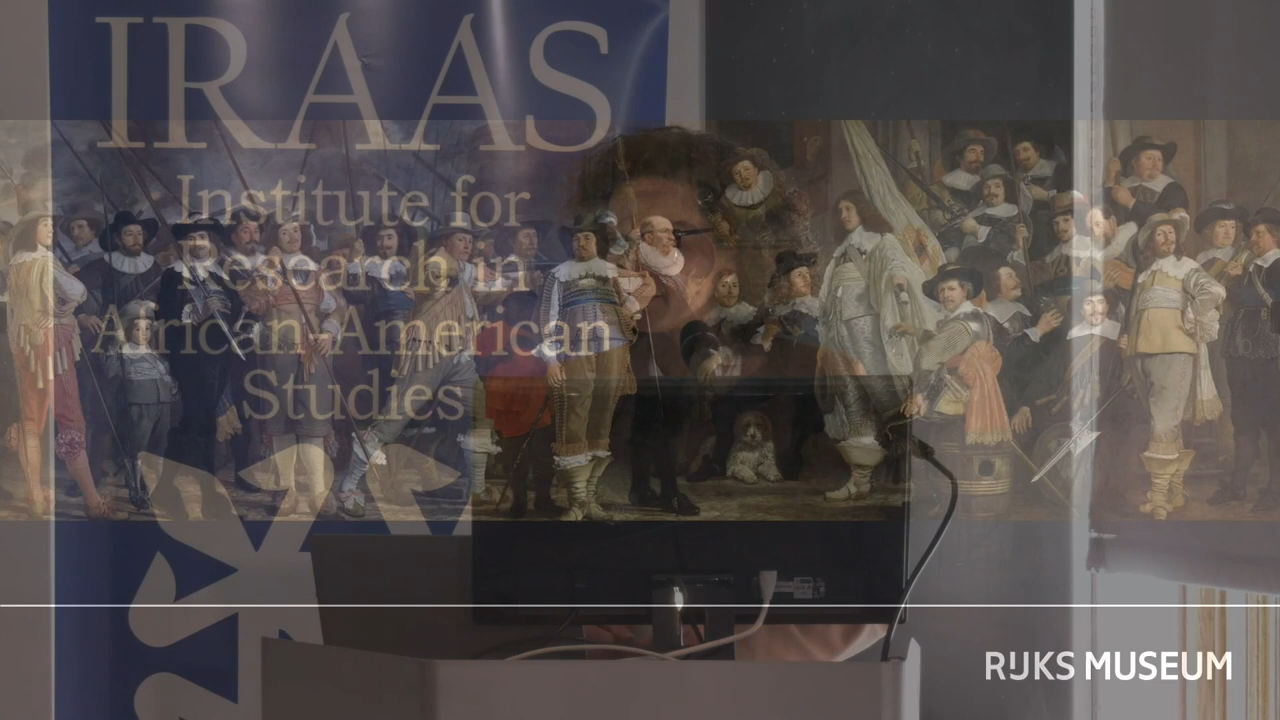 IRAAS
Institute for
Research in
African-American
Studies
RIJKS MUSEUM